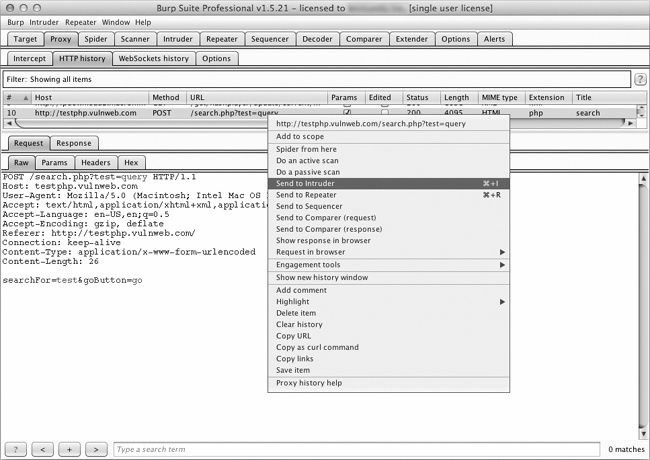 Burp Suite Professional v1.5.21 – licensed to [single user license]
Burp Intruder Repeater Window Help
Target Proxy Spider Scanner Intruder Repeater Sequencer Decoder Comparer Extender Options Alerts
Intercept HTTP history WebSockets history Options
Filter: Showing all items ?
# Host Method URL Params Edited Status Length MIME type Extension Title
10 http://testphp.vulnweb.com POST /search.php?test=query 200 4095 HTML php search
Request Response
Raw Params Headers Hex
POST /search.php?test=query HTTP/1.1
Host: testphp.vulnweb.com
User-Agent: Mozilla/5.0 (Macintosh; Intel Mac OS
Accept: text/html,application/xhtml+xml,application
Accept-Language: en-US,en;q=0.5
Accept-Encoding: gzip, deflate
Referer: http://testphp.vulnweb.com/
Connection: keep-alive
Content-Type: application/x-www-form-urlencoded
Content-Length: 26
searchFor=test&goButton=go
http://testphp.vulnweb.com/search.php?test=query
Add to scope
Spider from here
Do an active scan
Do a passive scan
Send to Intruder ⌘+I
Send to Repeater ⌘+R
Send to Sequencer
Send to Comparer (request)
Send to Comparer (response)
Show response in browser
Request in browser
Engagement tools
Show new history window
Add comment
Highlight
Delete item
Clear history
Copy URL
Copy as curl command
Copy links
Save item
Proxy history help
? < + > Type a search term 0 matches